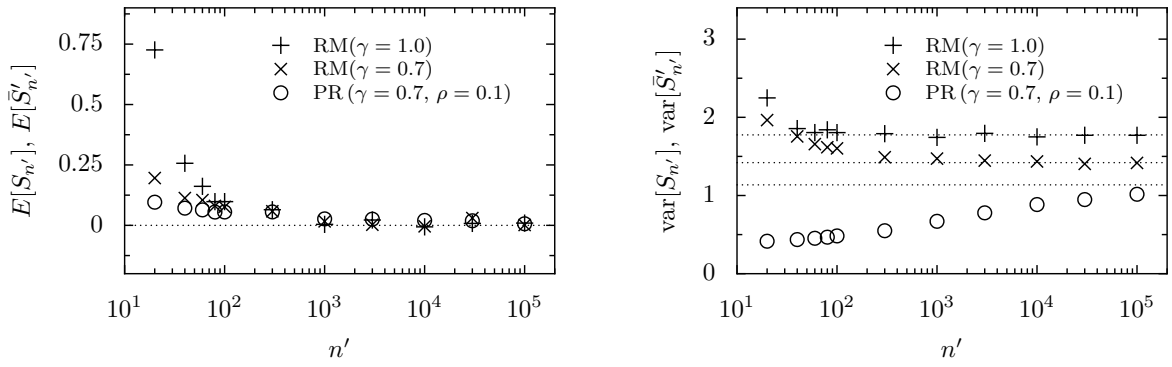 E[S_{n'}], E[S̄'_{n'}]
0.75
0.5
0.25
0
10^1 10^2 10^3 10^4 10^5
n'
RM(γ = 1.0)
RM(γ = 0.7)
PR (γ = 0.7, ρ = 0.1)
var[S_{n'}], var[S̄'_{n'}]
3
2
1
0
10^1 10^2 10^3 10^4 10^5
n'
RM(γ = 1.0)
RM(γ = 0.7)
PR (γ = 0.7, ρ = 0.1)